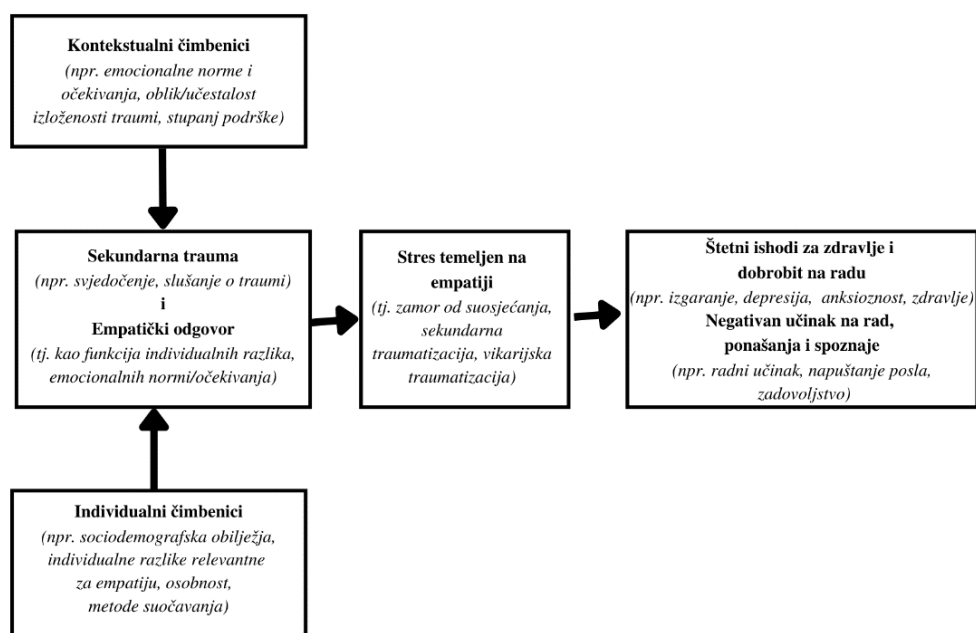 Kontekstualni čimbenici
(npr. emocionalne norme i
očekivanja, oblik/učestalost
izloženosti traumi, stupanj podrške)
Sekundarna trauma
(npr. svjedočenje, slušanje o traumi)
i
Empatički odgovor
(tj. kao funkcija individualnih razlika,
emocionalnih normi/očekivanja)
Stres temeljen na
empatiji
(tj. zamor od suosjećanja,
sekundarna
traumatizacija, vikarijska
traumatizacija)
Štetni ishodi za zdravlje i
dobrobit na radu
(npr. izgaranje, depresija, anksioznost, zdravlje)
Negativan učinak na rad,
ponašanja i spoznaje
(npr. radni učinak, napuštanje posla,
zadovoljstvo)
Individualni čimbenici
(npr. sociodemografska obilježja,
individualne razlike relevantne
za empatiju, osobnost,
metode suočavanja)